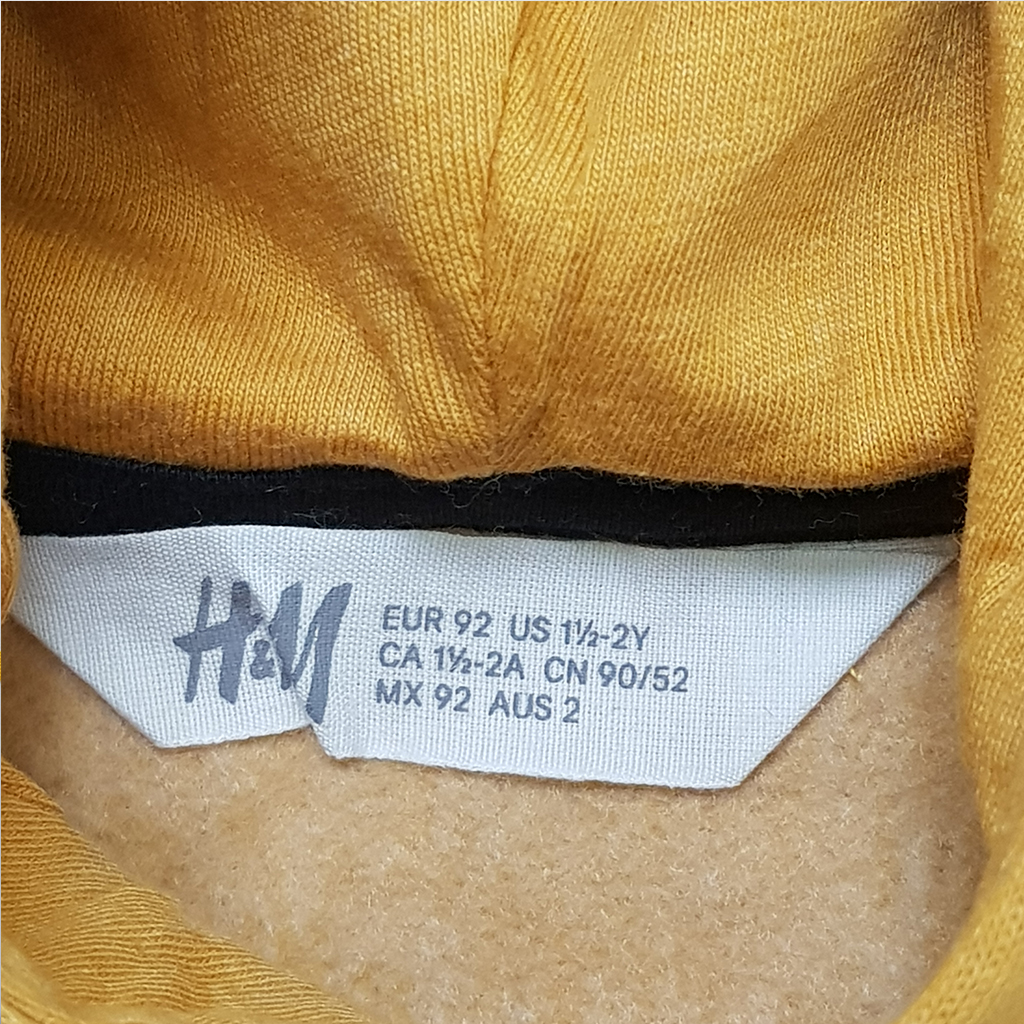 H&M
EUR 92 US 1½-2Y
CA 1½-2A CN 90/52
MX 92 AUS 2